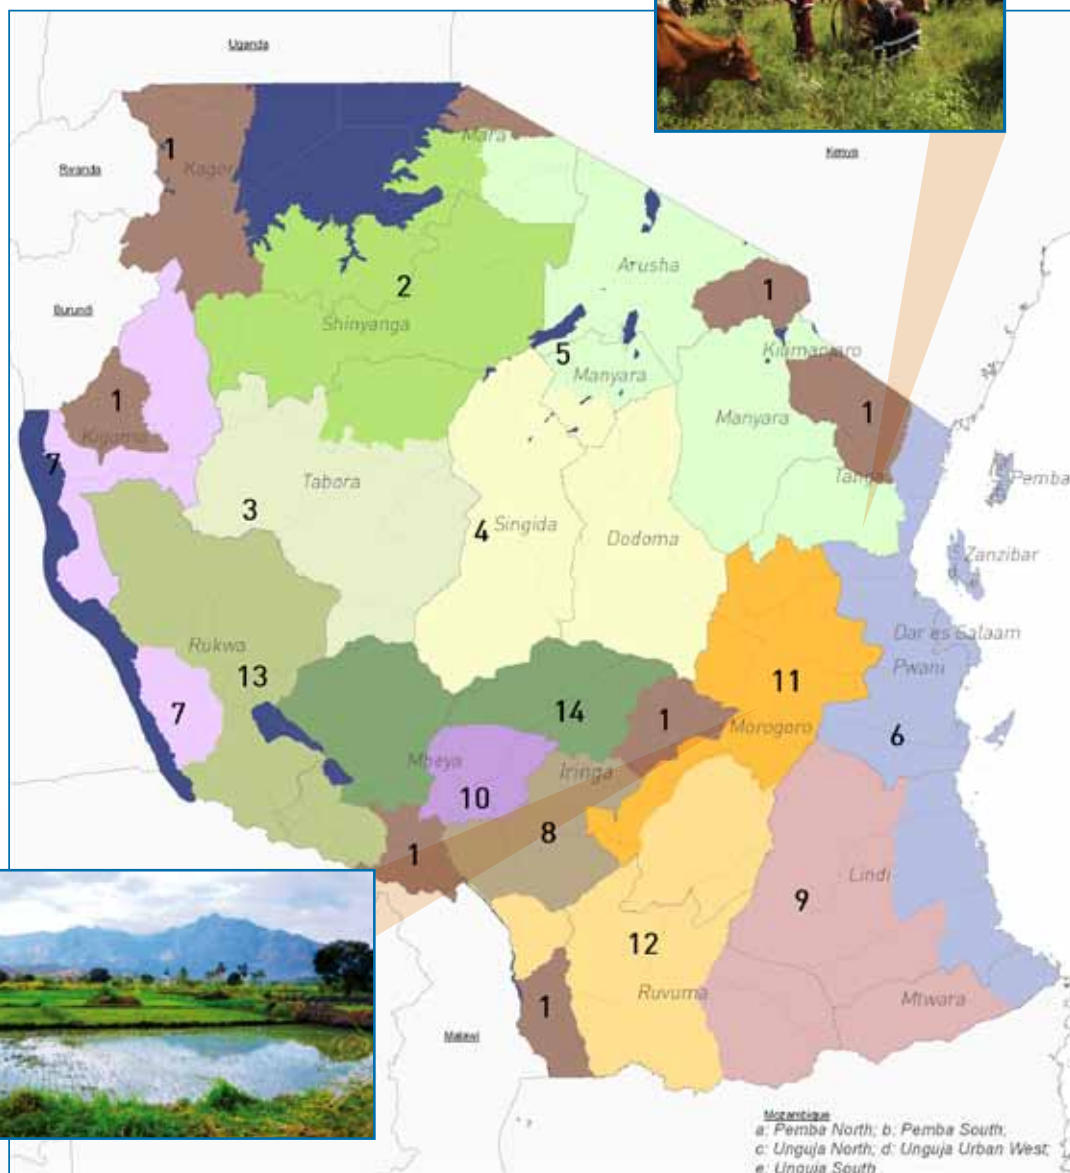 Uganda
Kenya
1
Mara
Rwanda
Kager
Arusha
1
2
Burundi
Shinyanga
Kilimanjaro
5
Manyara
1
1
Manyara
Kigoma
7
Tanga
Pemba
Tabora
3
4
Singida
Dodoma
Zanzibar
Dar es Salaam
Rukwa
Pwani
13
11
7
14
1
Morogoro
6
Mbeya
Iringa
10
8
1
Lindi
9
12
Ruvuma
Mtwara
1
Malawi
Mozambique
a: Pemba North; b: Pemba South;
c: Unguja North; d: Unguja Urban West;
e: Unguja South